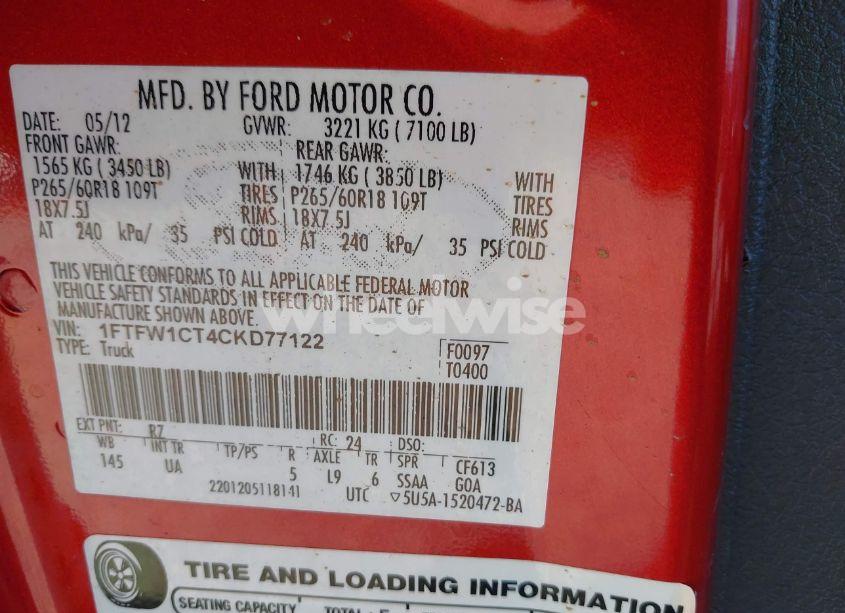 MFD. BY FORD MOTOR CO.
DATE: 05/12 GVWR: 3221 KG ( 7100 LB)
FRONT GAWR: REAR GAWR:
1565 KG ( 3450 LB) WITH 1746 KG ( 3850 LB) WITH
P265/60R18 109T TIRES P265/60R18 109T TIRES
18X7.5J RIMS 18X7.5J RIMS
AT 240 kPa/ 35 PSI COLD AT 240 kPa/ 35 PSI COLD
THIS VEHICLE CONFORMS TO ALL APPLICABLE FEDERAL MOTOR
VEHICLE SAFETY STANDARDS IN EFFECT ON THE DATE OF
MANUFACTURE SHOWN ABOVE.
VIN: 1FTFW1CT4CKD77122
TYPE: Truck F0097
T0400
EXT PNT: RZ RC: 24 DSO:
WB INT TR TP/PS R AXLE TR SPR CF613
145 UA 5 L9 6 SSAA GOA
2201205118141 UTC ▽5U5A-1520472-BA
wheelwise
TIRE AND LOADING INFORMATION
SEATING CAPACITY